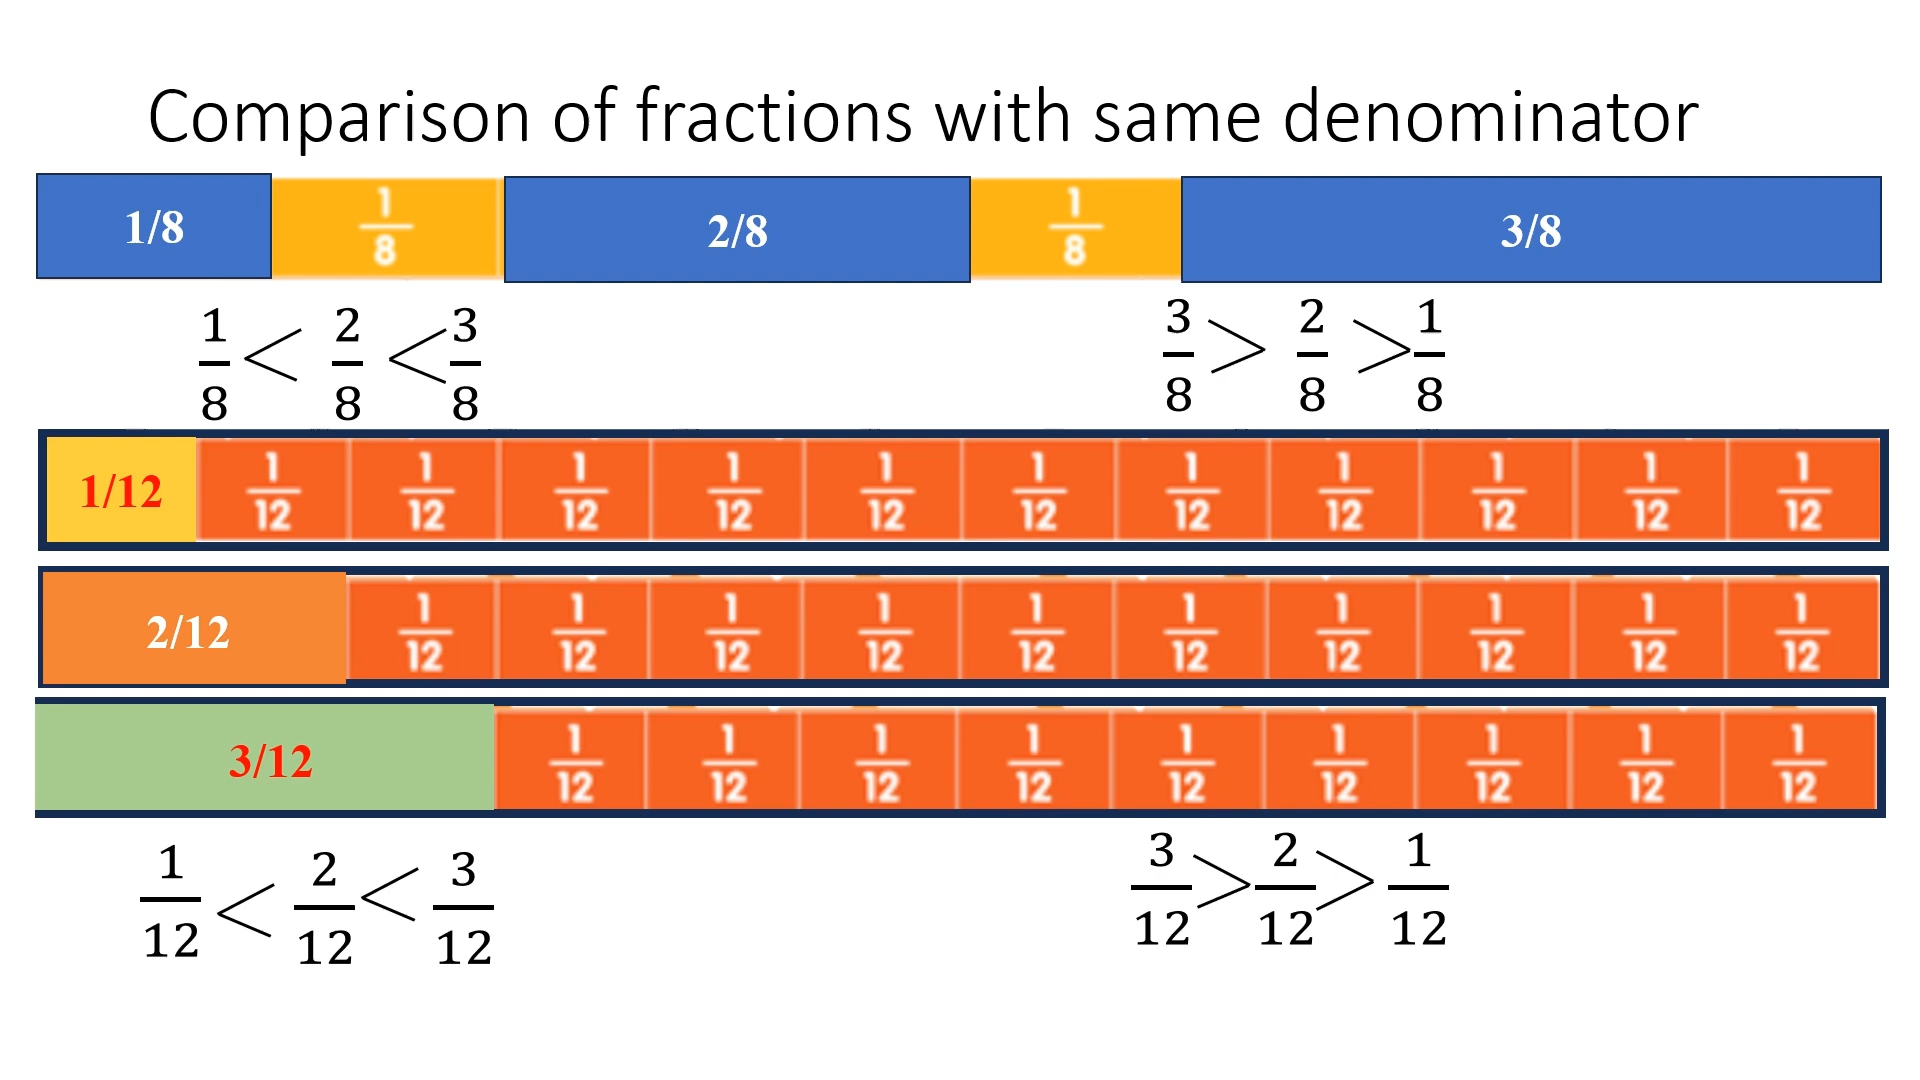 Comparison of fractions with same denominator
1/8 1/8 2/8 1/8 3/8
1/8 < 2/8 < 3/8 3/8 > 2/8 > 1/8
1/12 1/12 1/12 1/12 1/12 1/12 1/12 1/12 1/12 1/12 1/12 1/12
2/12 1/12 1/12 1/12 1/12 1/12 1/12 1/12 1/12 1/12 1/12
3/12 1/12 1/12 1/12 1/12 1/12 1/12 1/12 1/12 1/12
1/12 < 2/12 < 3/12 3/12 > 2/12 > 1/12